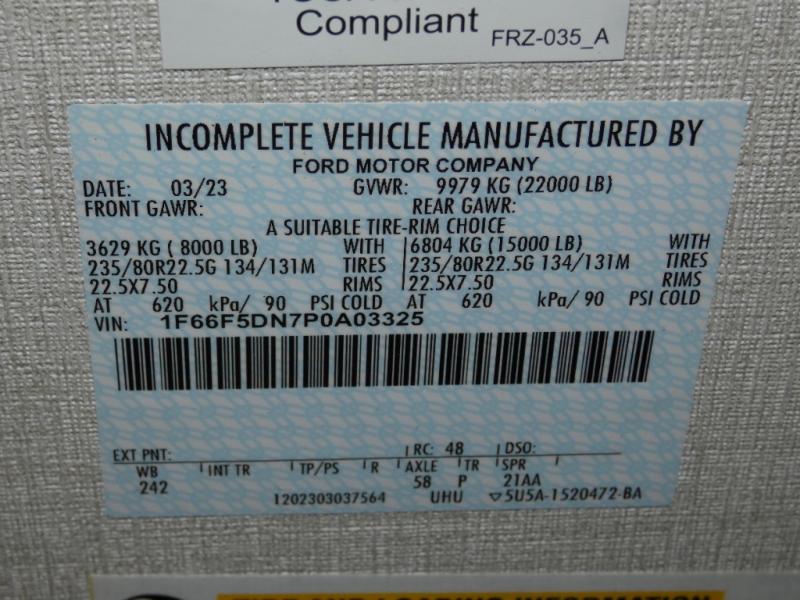 Compliant FRZ-035_A
INCOMPLETE VEHICLE MANUFACTURED BY
FORD MOTOR COMPANY
DATE: 03/23 GVWR: 9979 KG (22000 LB)
FRONT GAWR: REAR GAWR:
A SUITABLE TIRE-RIM CHOICE
3629 KG ( 8000 LB) WITH 6804 KG (15000 LB) WITH
235/80R22.5G 134/131M TIRES 235/80R22.5G 134/131M TIRES
22.5X7.50 RIMS 22.5X7.50 RIMS
AT 620 kPa/ 90 PSI COLD AT 620 kPa/ 90 PSI COLD
VIN: 1F66F5DN7P0A03325
EXT PNT: RC: 48 DSO:
WB INT TR TP/PS R AXLE TR SPR
242 58 P 21AA
1202303037564 UHU ▽5U5A-1520472-BA